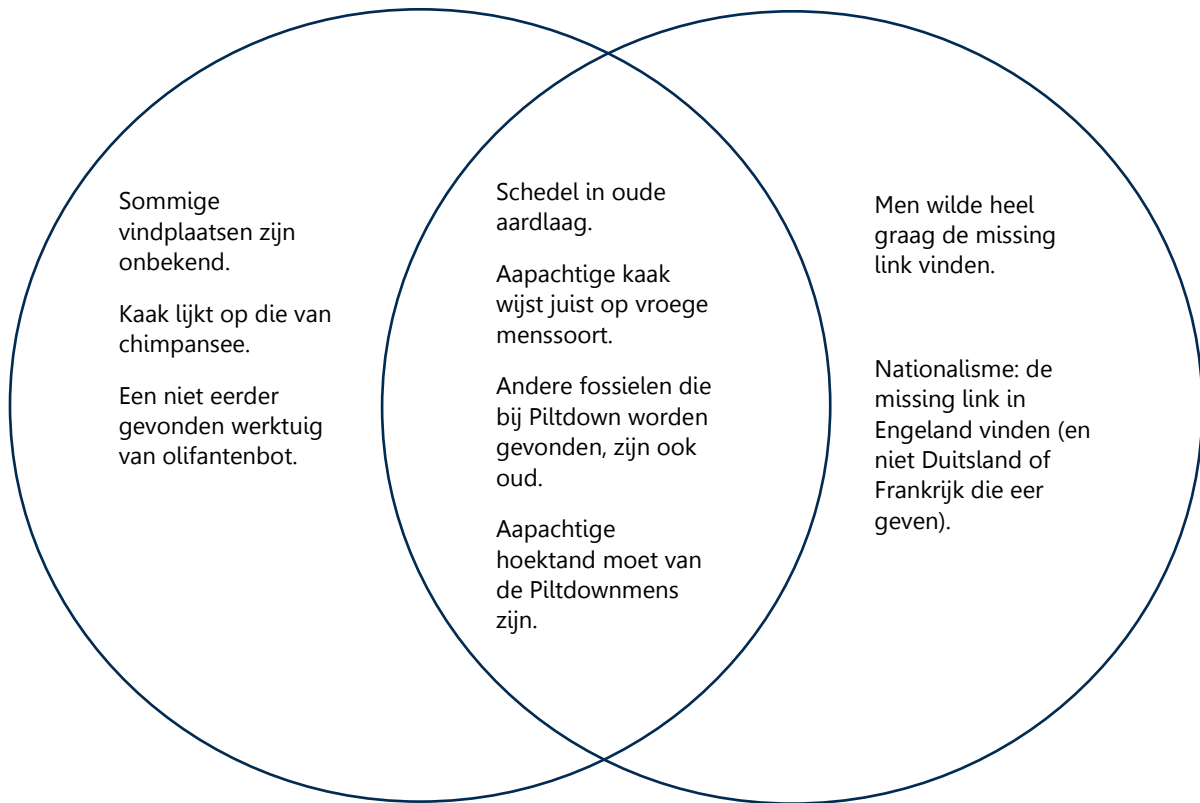 Sommige
vindplaatsen zijn
onbekend.
Kaak lijkt op die van
chimpansee.
Een niet eerder
gevonden werktuig
van olifantenbot.
Schedel in oude
aardlaag.
Aapachtige kaak
wijst juist op vroege
menssoort.
Andere fossielen die
bij Piltdown worden
gevonden, zijn ook
oud.
Aapachtige
hoektand moet van
de Piltdownmens
zijn.
Men wilde heel
graag de missing
link vinden.
Nationalisme: de
missing link in
Engeland vinden (en
niet Duitsland of
Frankrijk die eer
geven).